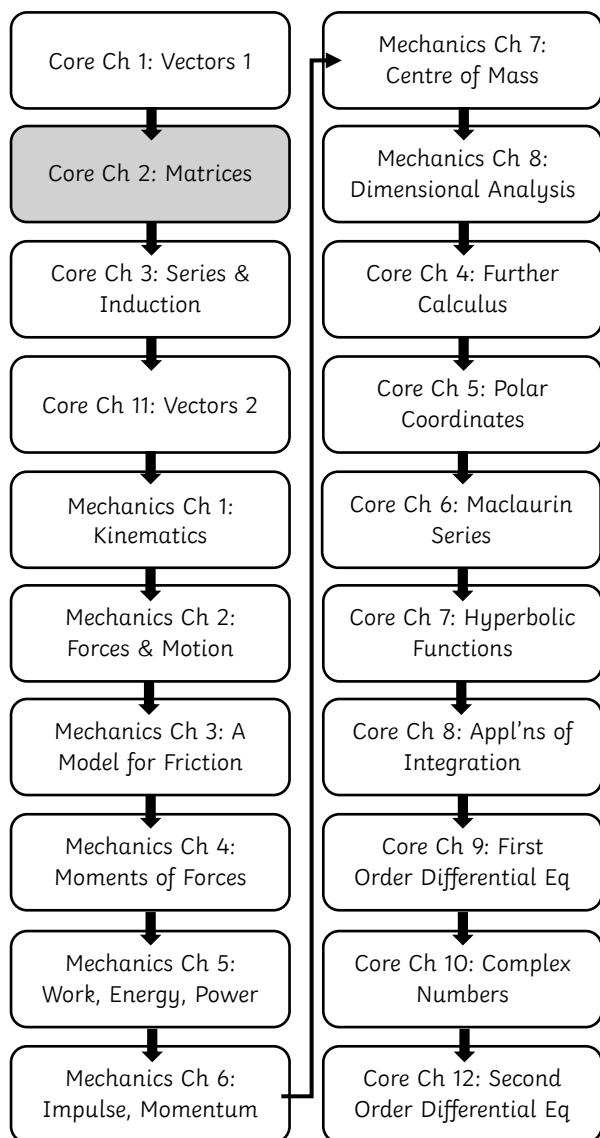 Core Ch 1: Vectors 1
Core Ch 2: Matrices
Core Ch 3: Series &
Induction
Core Ch 11: Vectors 2
Mechanics Ch 1:
Kinematics
Mechanics Ch 2:
Forces & Motion
Mechanics Ch 3: A
Model for Friction
Mechanics Ch 4:
Moments of Forces
Mechanics Ch 5:
Work, Energy, Power
Mechanics Ch 6:
Impulse, Momentum
Mechanics Ch 7:
Centre of Mass
Mechanics Ch 8:
Dimensional Analysis
Core Ch 4: Further
Calculus
Core Ch 5: Polar
Coordinates
Core Ch 6: Maclaurin
Series
Core Ch 7: Hyperbolic
Functions
Core Ch 8: Appl'ns of
Integration
Core Ch 9: First
Order Differential Eq
Core Ch 10: Complex
Numbers
Core Ch 12: Second
Order Differential Eq